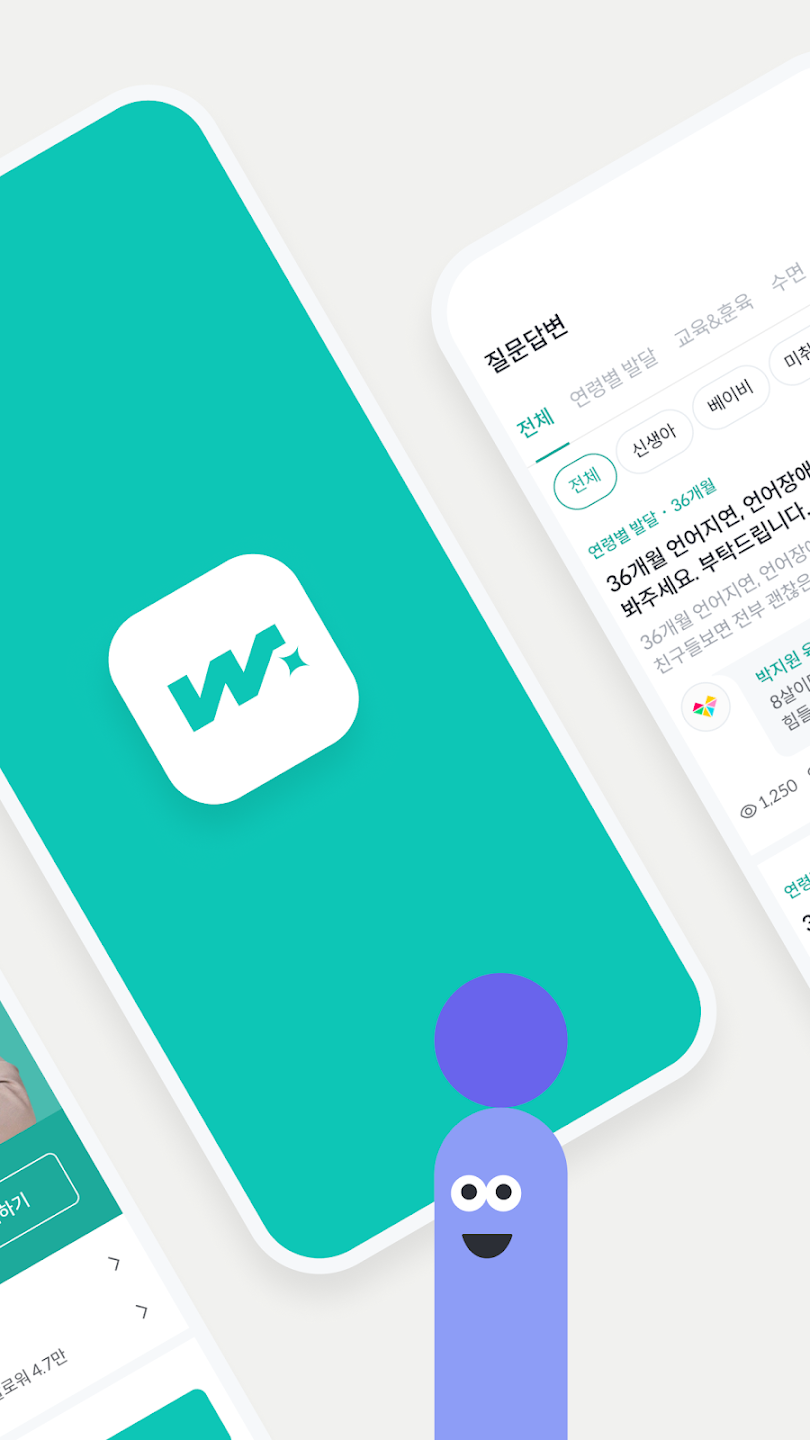 질문답변
전체 연령별 발달 교육&훈육 수면
전체 신생아 베이비
연령별 발달 · 36개월
36개월 언어지연, 언어장애
봐주세요. 부탁드립니다.
36개월 언어지연, 언어장애
친구들보면 전부 괜찮은
박지원
8살이
힘들
1,250
연령
3
하기
로워 4.7만
w